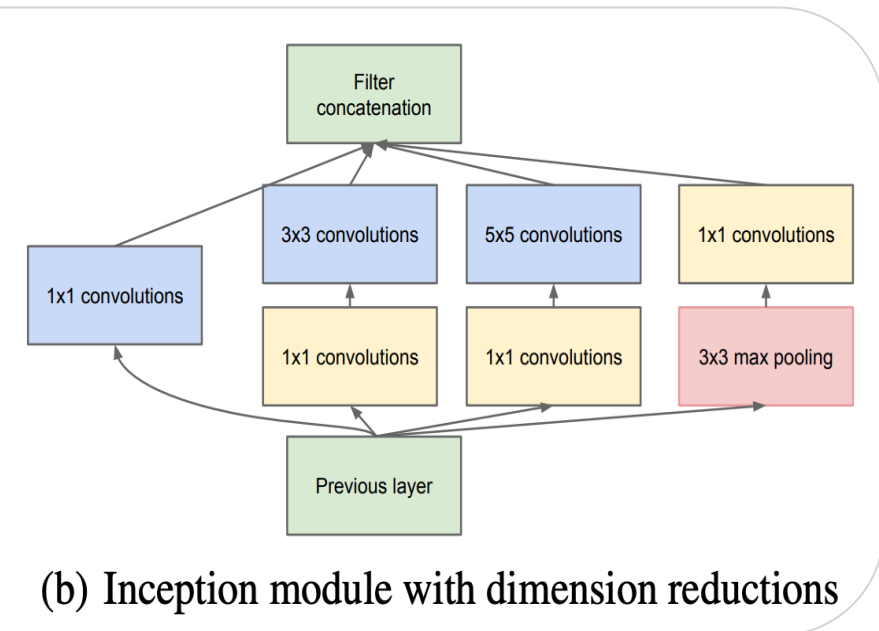 Filter
concatenation
3x3 convolutions
5x5 convolutions
1x1 convolutions
1x1 convolutions
1x1 convolutions
1x1 convolutions
3x3 max pooling
Previous layer
(b) Inception module with dimension reductions